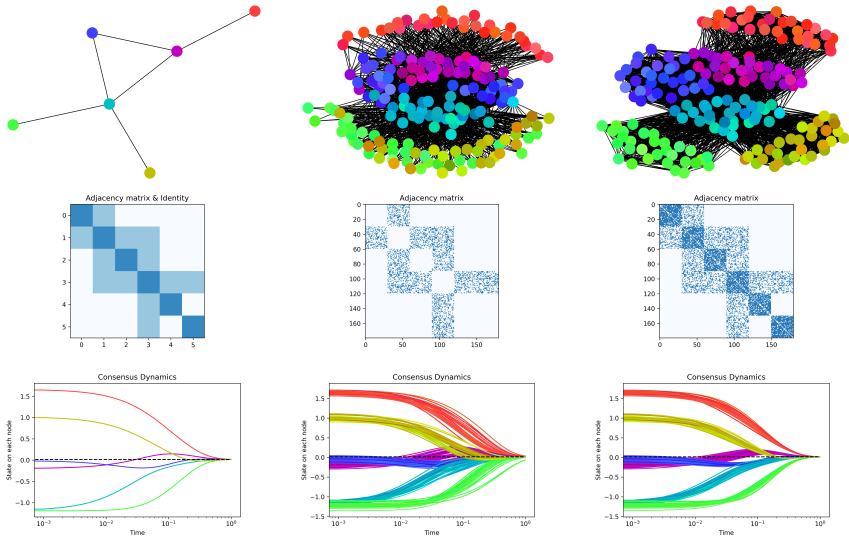 Adjacency matrix & Identity
0
1
2
3
4
5
0 1 2 3 4 5
Adjacency matrix
0
20
40
60
80
100
120
140
160
0 50 100 150
Adjacency matrix
0
20
40
60
80
100
120
140
160
0 50 100 150
Consensus Dynamics
State on each node
1.5
1.0
0.5
0.0
−0.5
−1.0
10⁻³ 10⁻² 10⁻¹ 10⁰
Time
Consensus Dynamics
State on each node
1.5
1.0
0.5
0.0
−0.5
−1.0
−1.5
10⁻³ 10⁻² 10⁻¹ 10⁰
Time
Consensus Dynamics
State on each node
1.5
1.0
0.5
0.0
−0.5
−1.0
−1.5
10⁻³ 10⁻² 10⁻¹ 10⁰
Time